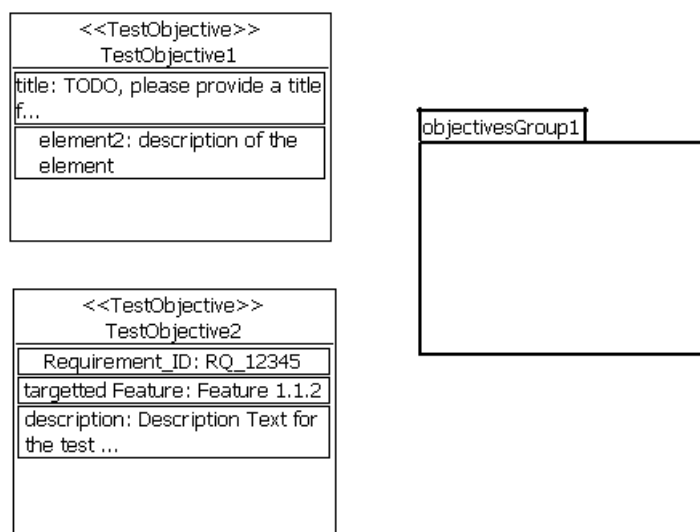 <<TestObjective>>
TestObjective1
title: TODO, please provide a title
f...
element2: description of the
element
objectivesGroup1
<<TestObjective>>
TestObjective2
Requirement_ID: RQ_12345
targetted Feature: Feature 1.1.2
description: Description Text for
the test ...